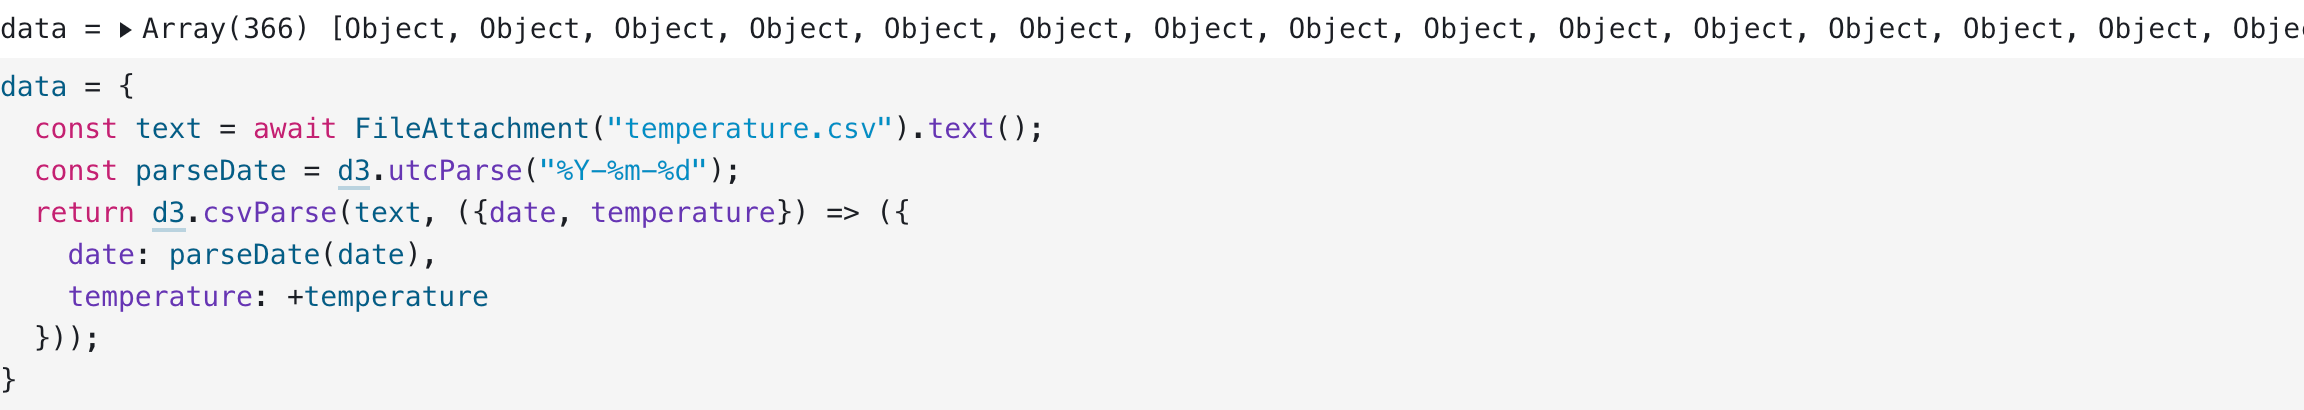 data = ▸ Array(366) [Object, Object, Object, Object, Object, Object, Object, Object, Object, Object, Object, Object, Object, Object, Obje
data = {
  const text = await FileAttachment("temperature.csv").text();
  const parseDate = d3.utcParse("%Y-%m-%d");
  return d3.csvParse(text, ({date, temperature}) => ({
    date: parseDate(date),
    temperature: +temperature
  }));
}